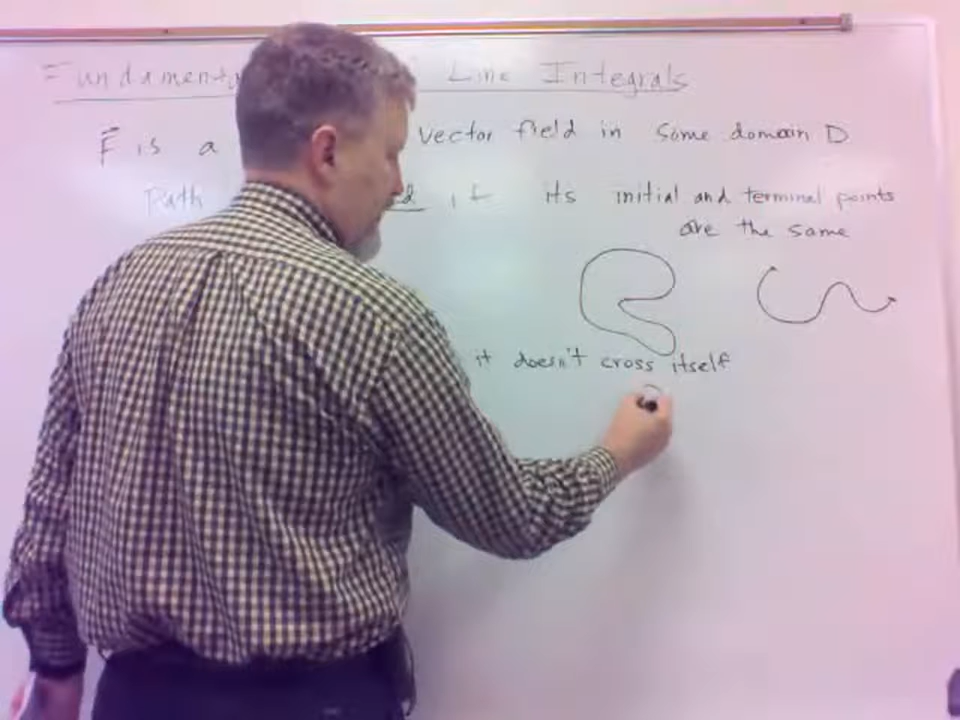 Line Integrals
F is a vector field in some domain D
Path if its initial and terminal points
are the same
it doesn't cross itself